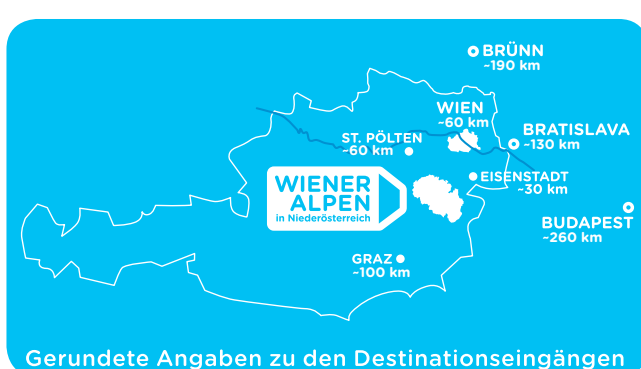 BRÜNN
~190 km
WIEN
~60 km
ST. PÖLTEN
~60 km
BRATISLAVA
~130 km
EISENSTADT
~30 km
WIENER
ALPEN
in Niederösterreich
BUDAPEST
~260 km
GRAZ
~100 km
Gerundete Angaben zu den Destinationseingängen